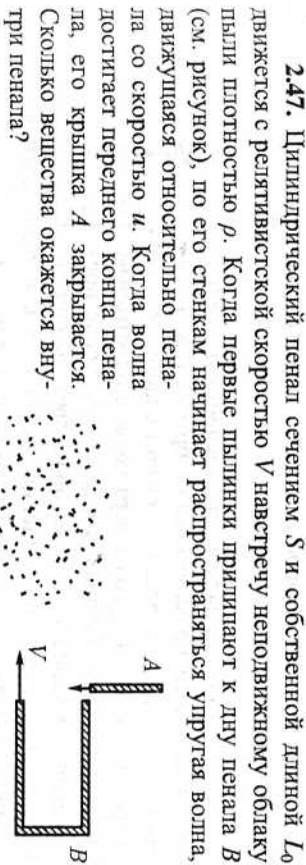 2.47. Цилиндрический пенал сечением S и собственной длиной L₀
движется с релятивистской скоростью V навстречу неподвижному облаку
пыли плотностью ρ. Когда первые пылинки прилипают к дну пенала B
(см. рисунок), по его стенкам начинает распространяться упругая волна,
движущаяся относительно пена-
ла со скоростью u. Когда волна
достигает переднего конца пена-
ла, его крышка A закрывается.
Сколько вещества окажется вну-
три пенала?
A
B
V